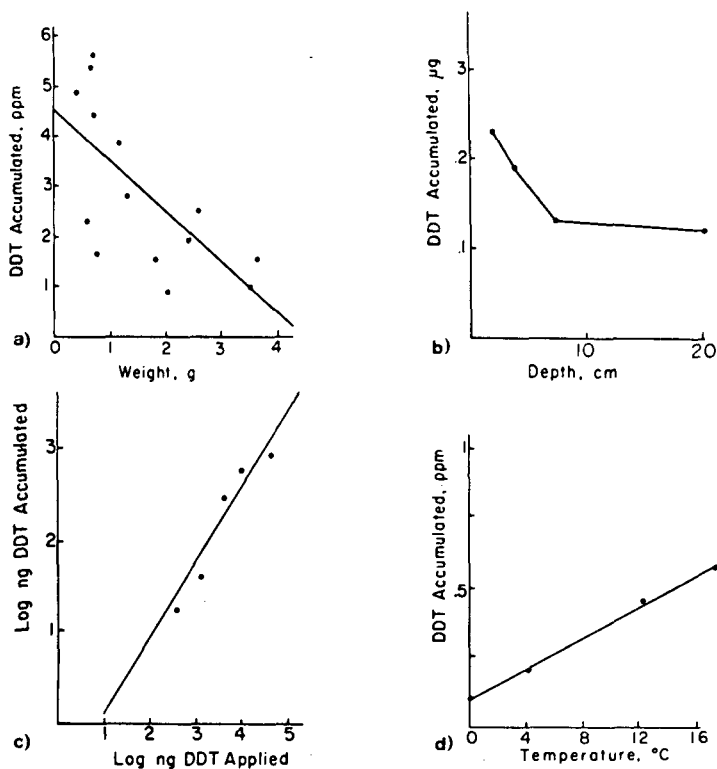 DDT Accumulated, ppm
6
5
4
3
2
1
0 1 2 3 4
a)
Weight, g
DDT Accumulated, µg
.3
.2
.1
10 20
b)
Depth, cm
Log ng DDT Accumulated
3
2
1
1 2 3 4 5
c)
Log ng DDT Applied
DDT Accumulated, ppm
1
.5
0 4 8 12 16
d)
Temperature, °C